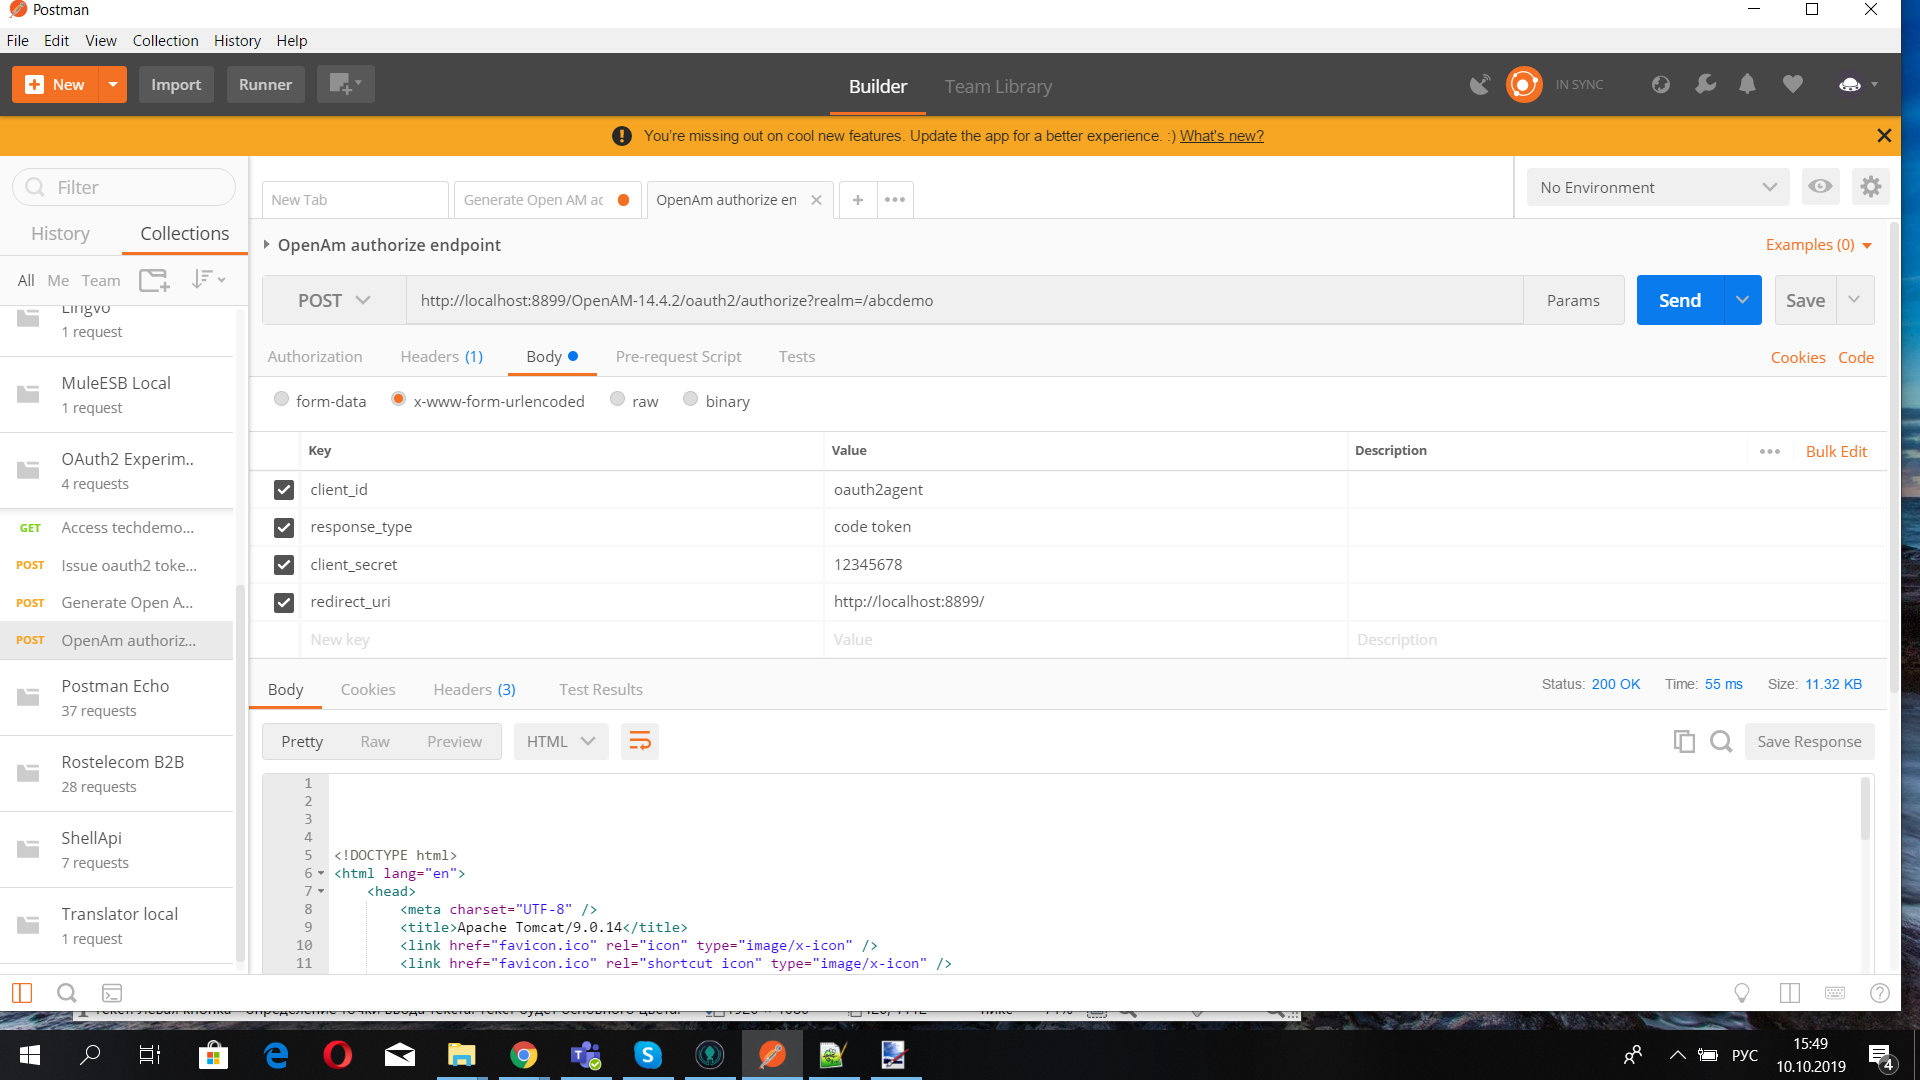 Postman
File Edit View Collection History Help
New Import Runner Builder Team Library IN SYNC
You're missing out on cool new features. Update the app for a better experience. :) What's new?
Filter
History Collections
All Me Team
Lingvo
1 request
MuleESB Local
1 request
OAuth2 Experim..
4 requests
GET Access techdemo...
POST Issue oauth2 toke...
POST Generate Open A...
POST OpenAm authoriz...
Postman Echo
37 requests
Rostelecom B2B
28 requests
ShellApi
7 requests
Translator local
1 request
New Tab Generate Open AM ac OpenAm authorize en
No Environment
OpenAm authorize endpoint Examples (0)
POST http://localhost:8899/OpenAM-14.4.2/oauth2/authorize?realm=/abcdemo Params Send Save
Authorization Headers (1) Body Pre-request Script Tests Cookies Code
form-data x-www-form-urlencoded raw binary
Key Value Description Bulk Edit
client_id oauth2agent
response_type code token
client_secret 12345678
redirect_uri http://localhost:8899/
New key Value Description
Body Cookies Headers (3) Test Results Status: 200 OK Time: 55 ms Size: 11.32 KB
Pretty Raw Preview HTML Save Response
1
2
3
4
5 <!DOCTYPE html>
6 <html lang="en">
7 <head>
8 <meta charset="UTF-8" />
9 <title>Apache Tomcat/9.0.14</title>
10 <link href="favicon.ico" rel="icon" type="image/x-icon" />
11 <link href="favicon.ico" rel="shortcut icon" type="image/x-icon" />
РУС
15:49
10.10.2019
4